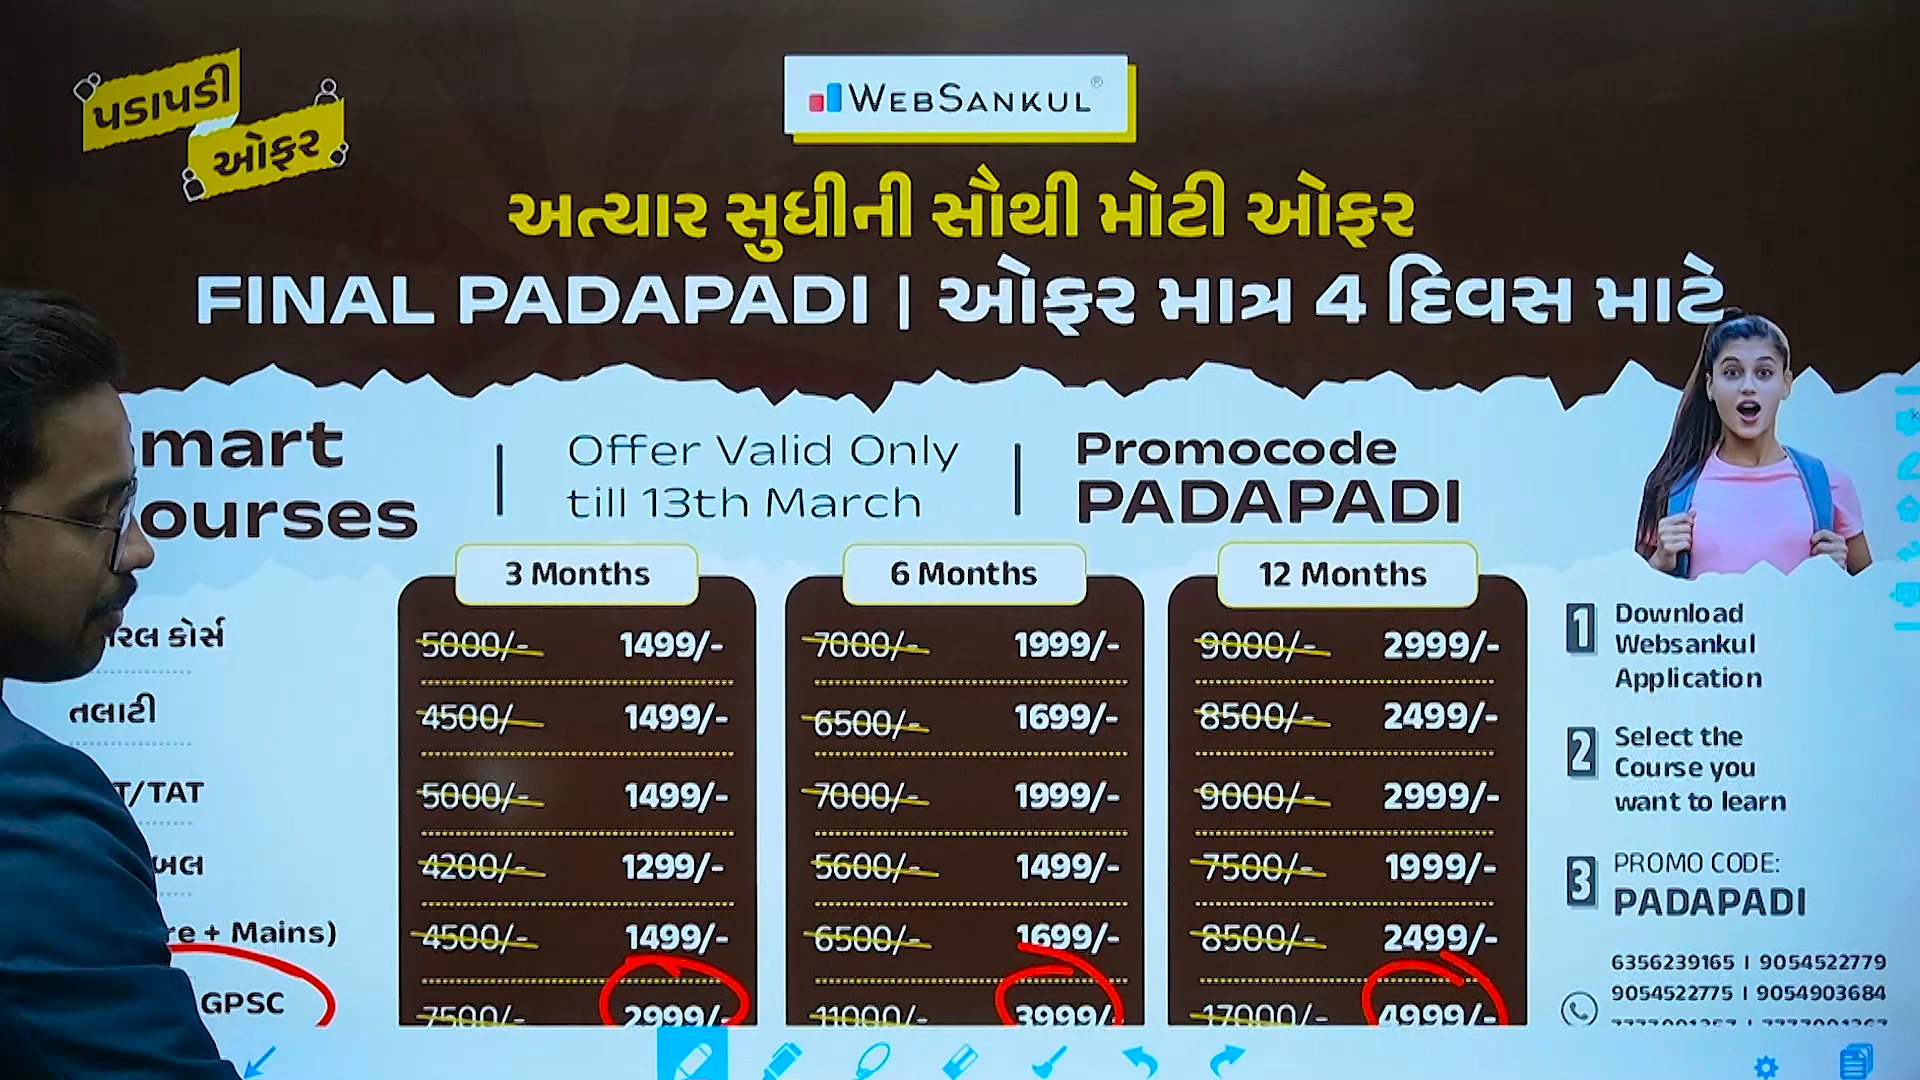 પડાપડી
ઓફર
WEBSANKUL®
અત્યાર સુધીની સૌથી મોટી ઓફર
FINAL PADAPADI | ઓફર માત્ર 4 દિવસ માટે
mart
ourses
Offer Valid Only
till 13th March
Promocode
PADAPADI
3 Months 6 Months 12 Months
રલ કોર્સ 5000/- 1499/- 7000/- 1999/- 9000/- 2999/-
તલાટી 4500/- 1499/- 6500/- 1699/- 8500/- 2499/-
T/TAT 5000/- 1499/- 7000/- 1999/- 9000/- 2999/-
બલ 4200/- 1299/- 5600/- 1499/- 7500/- 1999/-
re + Mains) 4500/- 1499/- 6500/- 1699/- 8500/- 2499/-
GPSC 7500/- 2999/- 11000/- 3999/- 17000/- 4999/-
1 Download
Websankul
Application
2 Select the
Course you
want to learn
3 PROMO CODE:
PADAPADI
6356239165 | 9054522779
9054522775 | 9054903684